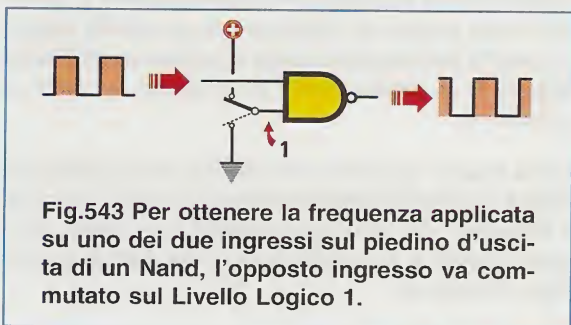 +
1
Fig.543 Per ottenere la frequenza applicata
su uno dei due ingressi sul piedino d'usci-
ta di un Nand, l'opposto ingresso va com-
mutato sul Livello Logico 1.